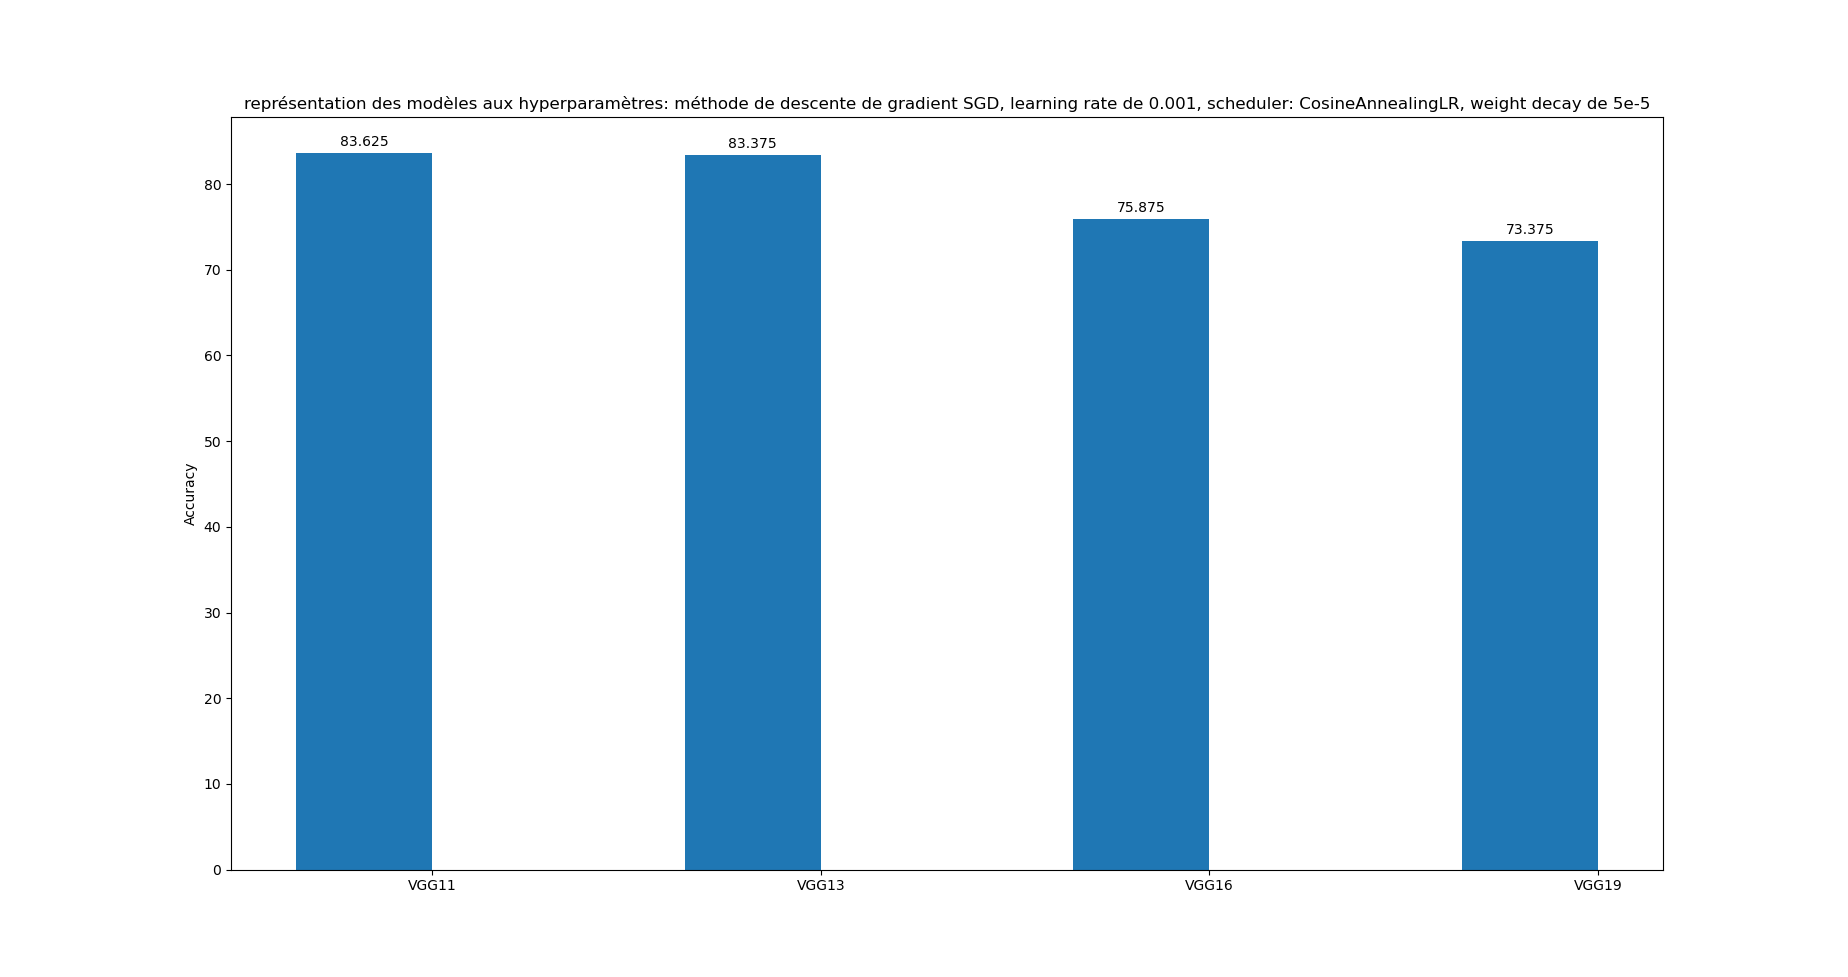 représentation des modèles aux hyperparamètres: méthode de descente de gradient SGD, learning rate de 0.001, scheduler: CosineAnnealingLR, weight decay de 5e-5
83.625
83.375
75.875
73.375
80
70
60
50
40
30
20
10
0
Accuracy
VGG11
VGG13
VGG16
VGG19